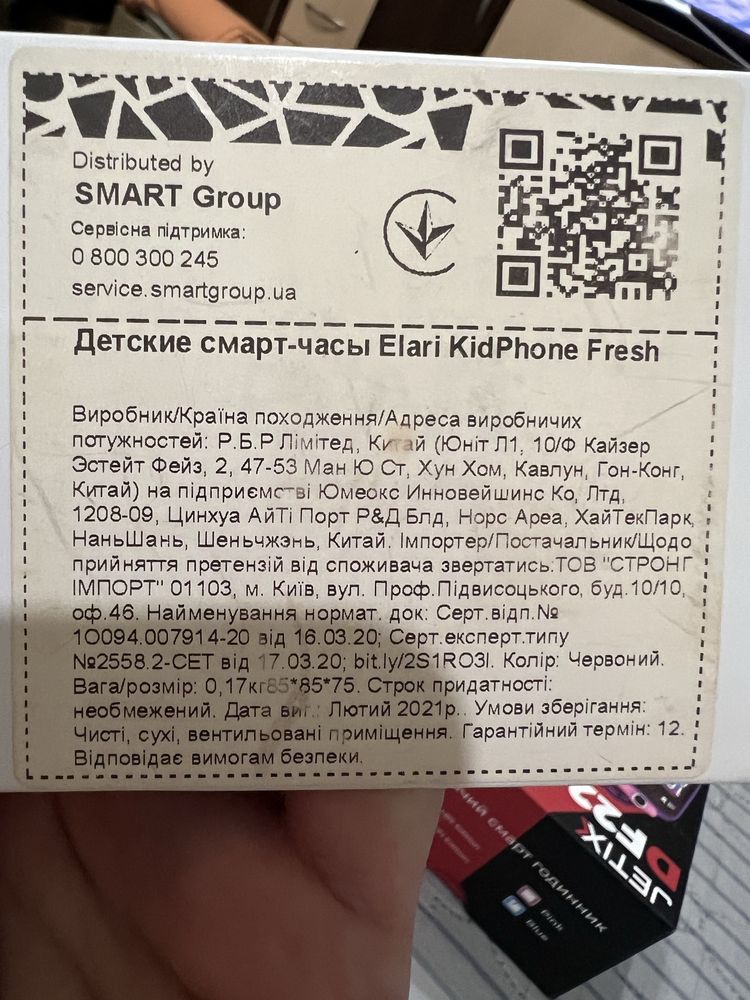 Distributed by
SMART Group
Сервісна підтримка:
0 800 300 245
service.smartgroup.ua
Детские смарт-часы Elari KidPhone Fresh
Виробник/Країна походження/Адреса виробничих
потужностей: Р.Б.Р Лімітед, Китай (Юніт Л1, 10/Ф Кайзер
Эстейт Фейз, 2, 47-53 Ман Ю Ст, Хун Хом, Кавлун, Гон-Конг,
Китай) на підприємстві Юмеокс Инновейшинс Ко, Лтд,
1208-09, Цинхуа АйТі Порт Р&Д Блд, Норс Ареа, ХайТекПарк,
НаньШань, Шеньчжэнь, Китай. Імпортер/Постачальник/Щодо
прийняття претензій від споживача звертатись:ТОВ "СТРОНГ
ІМПОРТ" 01103, м. Київ, вул. Проф.Підвисоцького, буд.10/10,
оф.46. Найменування нормат. док: Серт.відп.№
1О094.007914-20 від 16.03.20; Серт.експерт.типу
№2558.2-СЕТ від 17.03.20; bit.ly/2S1RO3l. Колір: Червоний.
Вага/розмір: 0,17кг85*85*75. Строк придатності:
необмежений. Дата виг.: Лютий 2021р.. Умови зберігання:
Чисті, сухі, вентильовані приміщення. Гарантійний термін: 12.
Відповідає вимогам безпеки.
JETIX
DF22
смарт годинник
Pink
Blue